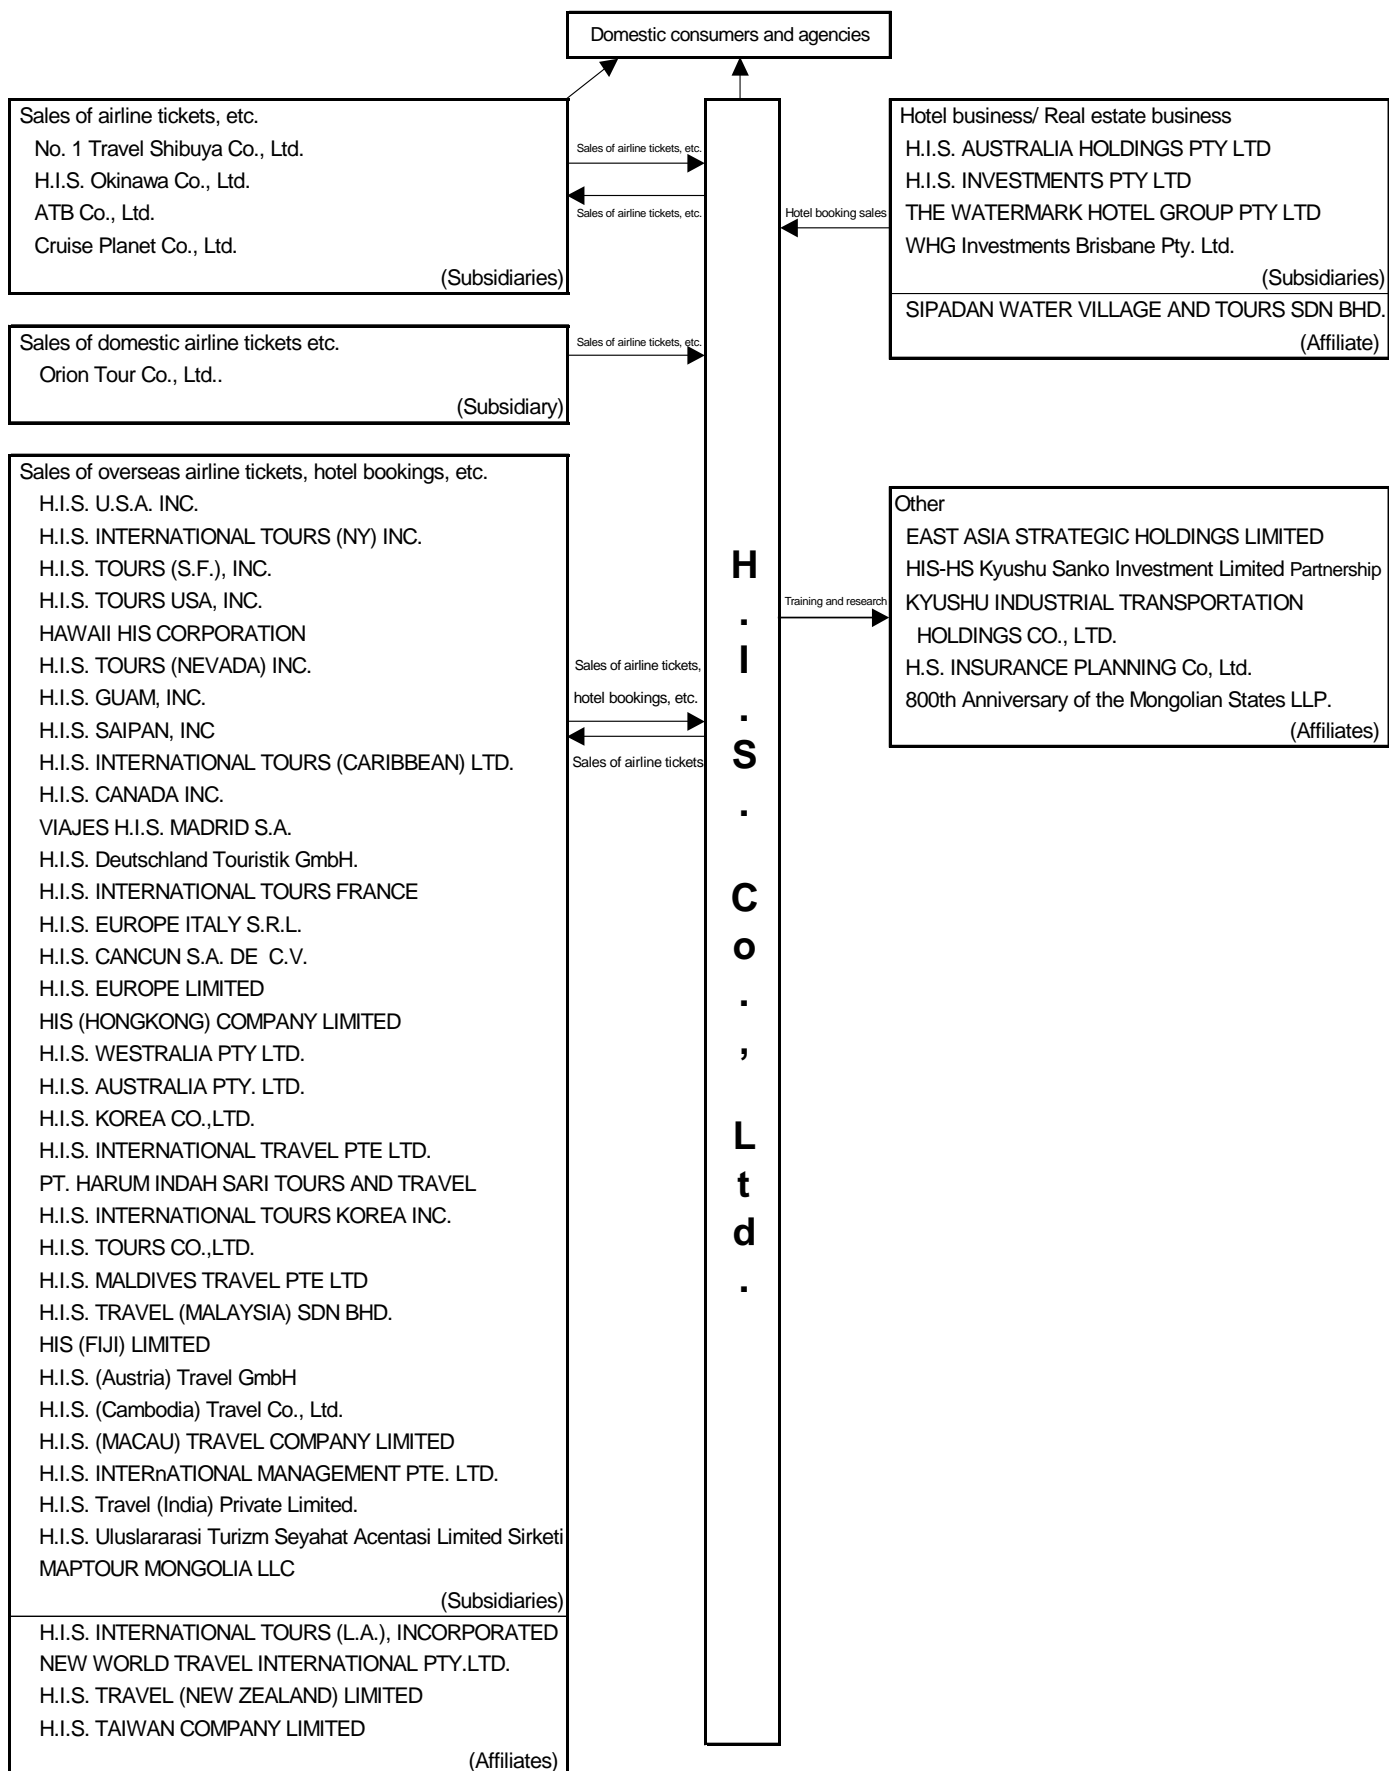 Domestic consumers and agencies
Sales of airline tickets, etc.
No. 1 Travel Shibuya Co., Ltd.
H.I.S. Okinawa Co., Ltd.
ATB Co., Ltd.
Cruise Planet Co., Ltd.
(Subsidiaries)
Sales of airline tickets, etc.
Sales of airline tickets, etc.
Sales of domestic airline tickets etc.
Orion Tour Co., Ltd..
(Subsidiary)
Sales of airline tickets, etc.
Sales of overseas airline tickets, hotel bookings, etc.
H.I.S. U.S.A. INC.
H.I.S. INTERNATIONAL TOURS (NY) INC.
H.I.S. TOURS (S.F.), INC.
H.I.S. TOURS USA, INC.
HAWAII HIS CORPORATION
H.I.S. TOURS (NEVADA) INC.
H.I.S. GUAM, INC.
H.I.S. SAIPAN, INC
H.I.S. INTERNATIONAL TOURS (CARIBBEAN) LTD.
H.I.S. CANADA INC.
VIAJES H.I.S. MADRID S.A.
H.I.S. Deutschland Touristik GmbH.
H.I.S. INTERNATIONAL TOURS FRANCE
H.I.S. EUROPE ITALY S.R.L.
H.I.S. CANCUN S.A. DE  C.V.
H.I.S. EUROPE LIMITED
HIS (HONGKONG) COMPANY LIMITED
H.I.S. WESTRALIA PTY LTD.
H.I.S. AUSTRALIA PTY. LTD.
H.I.S. KOREA CO.,LTD.
H.I.S. INTERNATIONAL TRAVEL PTE LTD.
PT. HARUM INDAH SARI TOURS AND TRAVEL
H.I.S. INTERNATIONAL TOURS KOREA INC.
H.I.S. TOURS CO.,LTD.
H.I.S. MALDIVES TRAVEL PTE LTD
H.I.S. TRAVEL (MALAYSIA) SDN BHD.
HIS (FIJI) LIMITED
H.I.S. (Austria) Travel GmbH
H.I.S. (Cambodia) Travel Co., Ltd.
H.I.S. (MACAU) TRAVEL COMPANY LIMITED
H.I.S. INTERnATIONAL MANAGEMENT PTE. LTD.
H.I.S. Travel (India) Private Limited.
H.I.S. Uluslararasi Turizm Seyahat Acentasi Limited Sirketi
MAPTOUR MONGOLIA LLC
(Subsidiaries)
H.I.S. INTERNATIONAL TOURS (L.A.), INCORPORATED
NEW WORLD TRAVEL INTERNATIONAL PTY.LTD.
H.I.S. TRAVEL (NEW ZEALAND) LIMITED
H.I.S. TAIWAN COMPANY LIMITED
(Affiliates)
Sales of airline tickets,
hotel bookings, etc.
Sales of airline tickets
H.I.S. Co., Ltd.
Hotel booking sales
Hotel business/ Real estate business
H.I.S. AUSTRALIA HOLDINGS PTY LTD
H.I.S. INVESTMENTS PTY LTD
THE WATERMARK HOTEL GROUP PTY LTD
WHG Investments Brisbane Pty. Ltd.
(Subsidiaries)
SIPADAN WATER VILLAGE AND TOURS SDN BHD.
(Affiliate)
Training and research
Other
EAST ASIA STRATEGIC HOLDINGS LIMITED
HIS-HS Kyushu Sanko Investment Limited Partnership
KYUSHU INDUSTRIAL TRANSPORTATION
HOLDINGS CO., LTD.
H.S. INSURANCE PLANNING Co, Ltd.
800th Anniversary of the Mongolian States LLP.
(Affiliates)